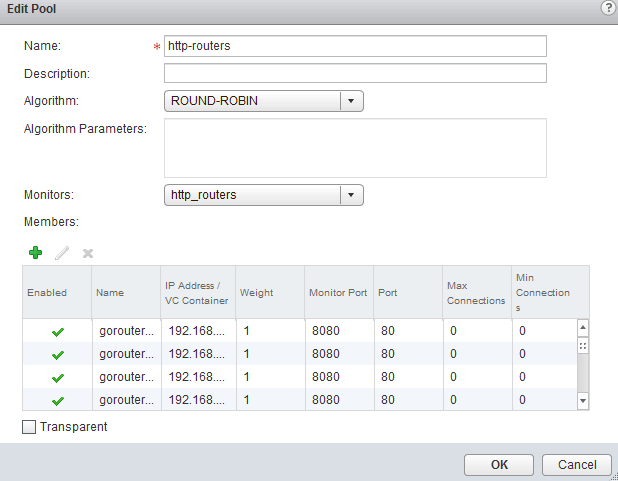 Edit Pool ?
Name: * http-routers
Description:
Algorithm: ROUND-ROBIN
Algorithm Parameters:
Monitors: http_routers
Members:
Enabled Name IP Address / VC Container Weight Monitor Port Port Max Connections Min Connections
gorouter... 192.168.... 1 8080 80 0 0
gorouter... 192.168.... 1 8080 80 0 0
gorouter... 192.168.... 1 8080 80 0 0
gorouter... 192.168.... 1 8080 80 0 0
Transparent
OK Cancel